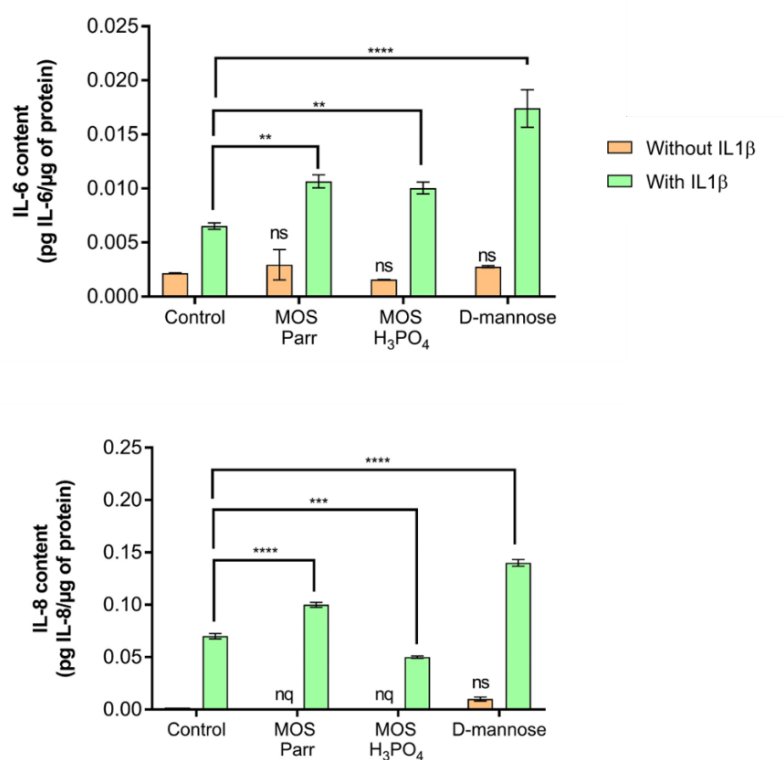 IL-6 content
(pg IL-6/µg of protein)
0.025
0.020
0.015
0.010
0.005
0.000
****
**
**
ns
ns
ns
Control
MOS
Parr
MOS
H₃PO₄
D-mannose
Without IL1β
With IL1β
IL-8 content
(pg IL-8/µg of protein)
0.25
0.20
0.15
0.10
0.05
0.00
****
***
****
nq
nq
ns
Control
MOS
Parr
MOS
H₃PO₄
D-mannose